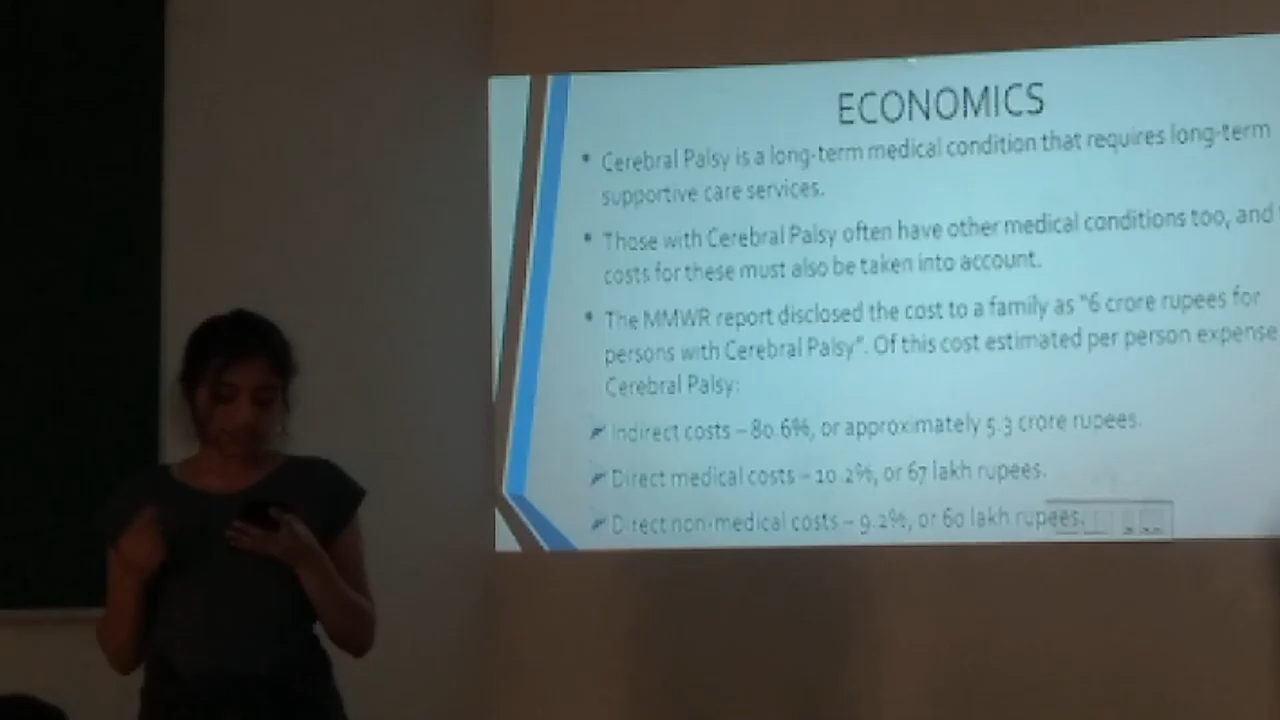 ECONOMICS
• Cerebral Palsy is a long-term medical condition that requires long-term
supportive care services.
• Those with Cerebral Palsy often have other medical conditions too, and
costs for these must also be taken into account.
• The MMWR report disclosed the cost to a family as "6 crore rupees for
persons with Cerebral Palsy". Of this cost estimated per person expense
Cerebral Palsy:
Indirect costs – 80.6%, or approximately 5.3 crore rupees.
Direct medical costs – 10.2%, or 67 lakh rupees.
Direct non-medical costs – 9.2%, or 60 lakh rupees.